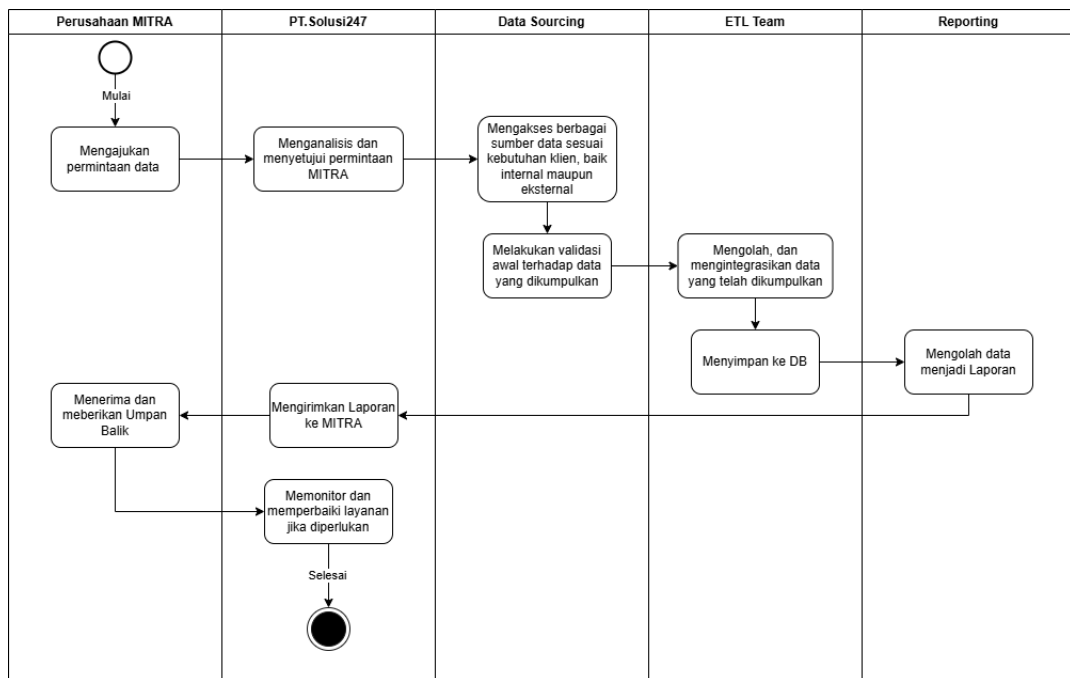 Perusahaan MITRA
PT.Solusi247
Data Sourcing
ETL Team
Reporting
Mulai
Mengajukan
permintaan data
Menganalisis dan
menyetujui permintaan
MITRA
Mengakses berbagai
sumber data sesuai
kebutuhan klien, baik
internal maupun
eksternal
Melakukan validasi
awal terhadap data
yang dikumpulkan
Mengolah, dan
mengintegrasikan data
yang telah dikumpulkan
Menyimpan ke DB
Mengolah data
menjadi Laporan
Mengirimkan Laporan
ke MITRA
Menerima dan
meberikan Umpan
Balik
Memonitor dan
memperbaiki layanan
jika diperlukan
Selesai